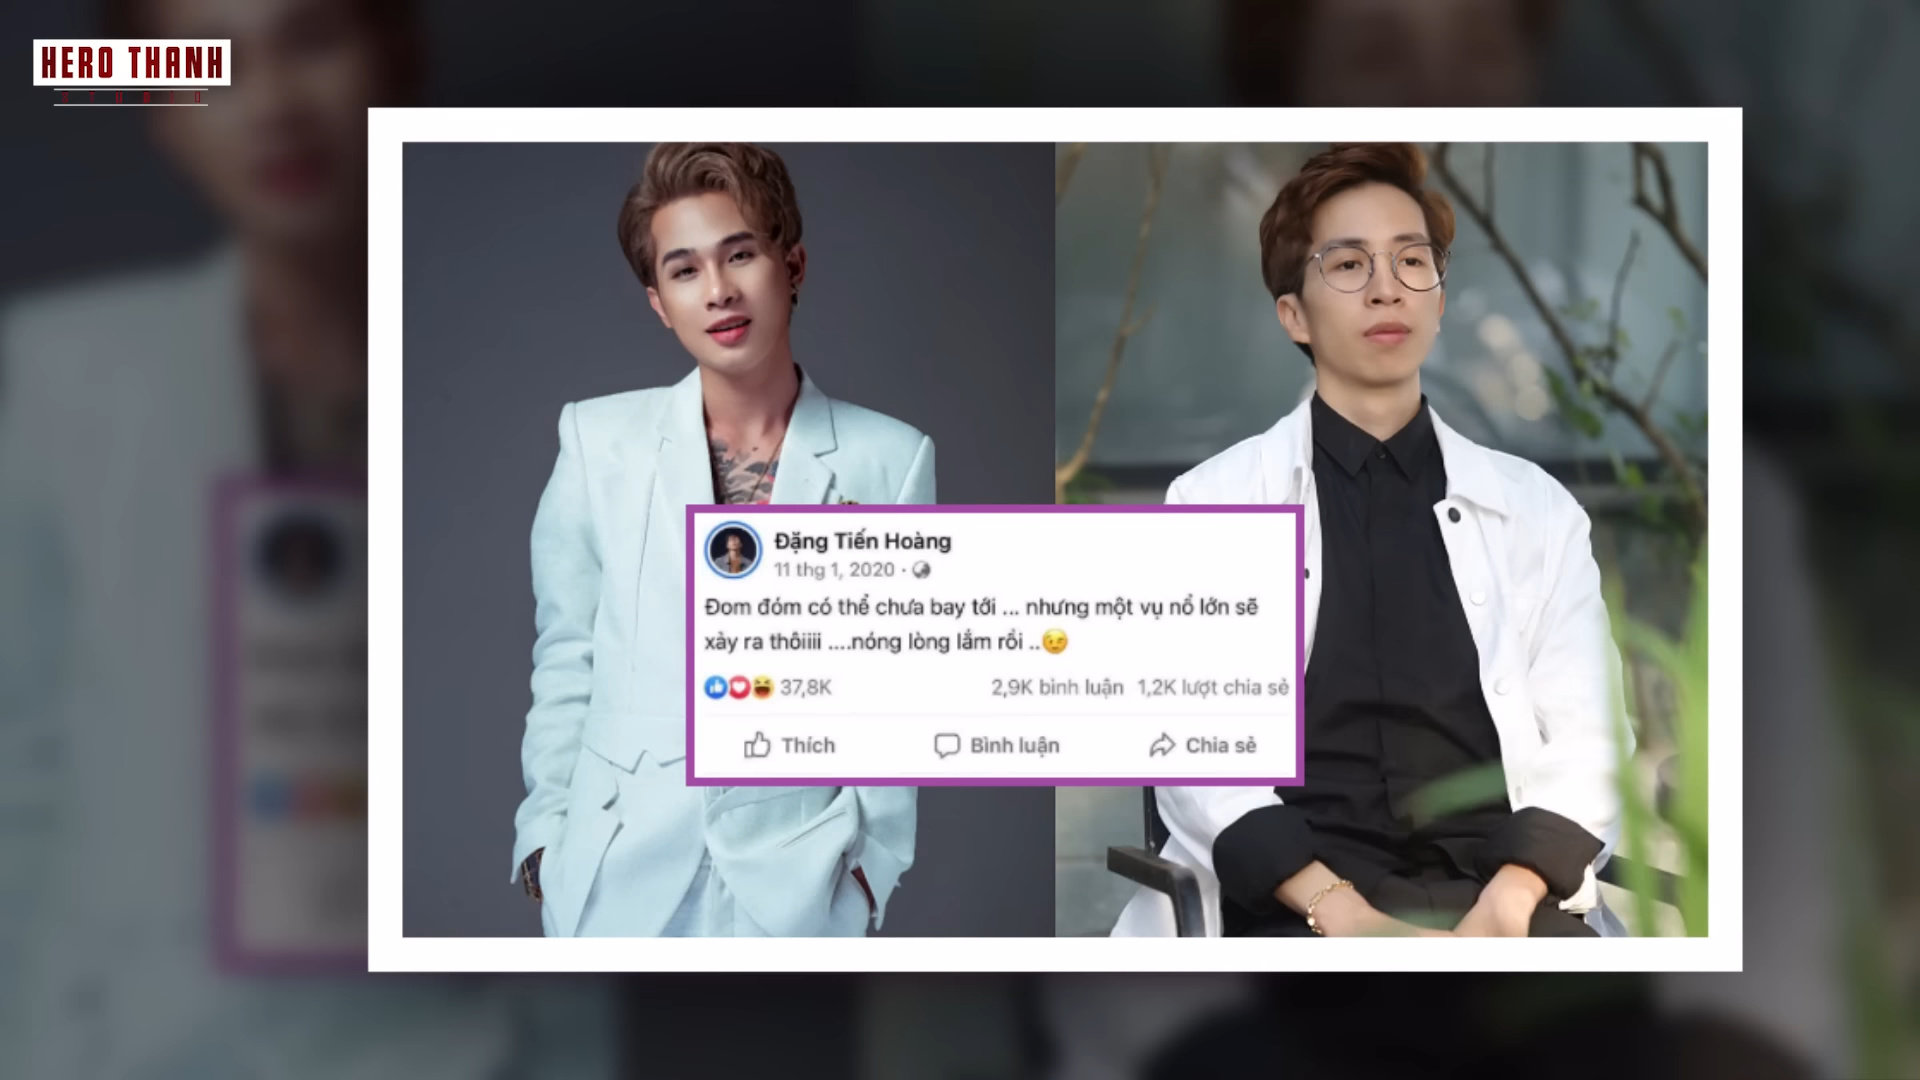 HERO THANH
STUDIO
Đặng Tiến Hoàng
11 thg 1, 2020 ·
Đom đóm có thể chưa bay tới ... nhưng một vụ nổ lớn sẽ
xảy ra thôiiii ....nóng lòng lắm rồi ..😉
37,8K
2,9K bình luận 1,2K lượt chia sẻ
Thích Bình luận Chia sẻ